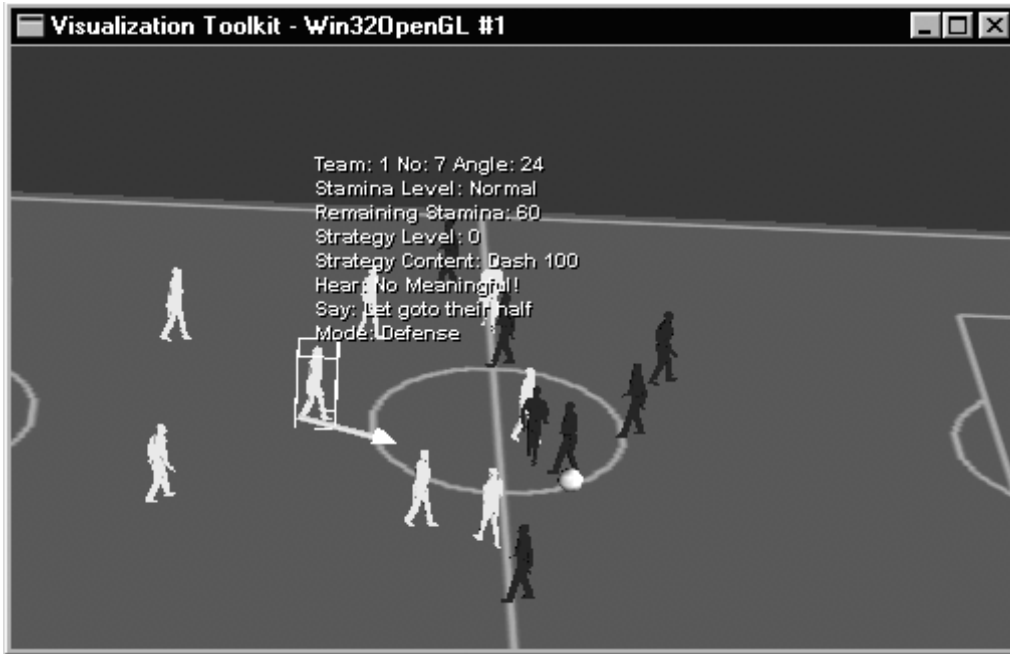 Visualization Toolkit - Win32OpenGL #1
Team: 1 No: 7 Angle: 24
Stamina Level: Normal
Remaining Stamina: 60
Strategy Level: 0
Strategy Content: Dash 100
Hear: No Meaningful!
Say: Let goto their half
Mode: Defense